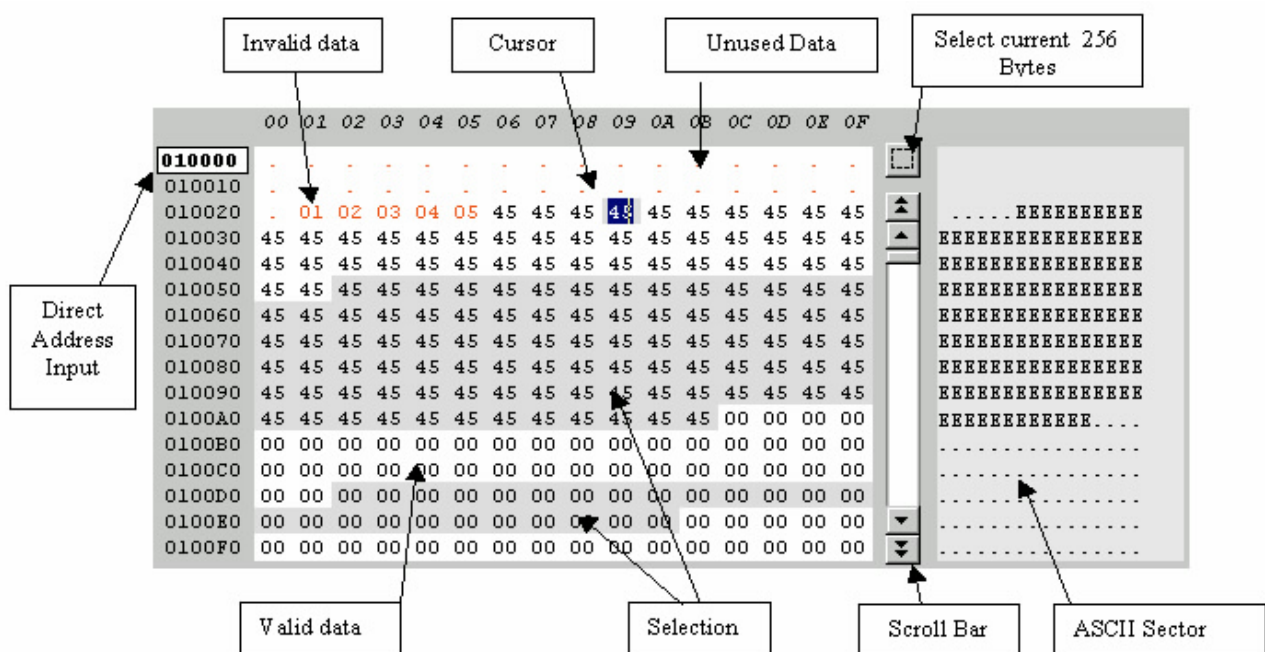 Invalid data
Cursor
Unused Data
Select current 256
Bytes
00 01 02 03 04 05 06 07 08 09 0A 0B 0C 0D 0E 0F
010000 . - - - - - - - - - - - - - - -
010010 . - - - - - - - - - - - - - - -
010020 . 01 02 03 04 05 45 45 45 45 45 45 45 45 45 45 .....EEEEEEEEEE
010030 45 45 45 45 45 45 45 45 45 45 45 45 45 45 45 45 EEEEEEEEEEEEEEEE
010040 45 45 45 45 45 45 45 45 45 45 45 45 45 45 45 45 EEEEEEEEEEEEEEEE
010050 45 45 45 45 45 45 45 45 45 45 45 45 45 45 45 45 EEEEEEEEEEEEEEEE
010060 45 45 45 45 45 45 45 45 45 45 45 45 45 45 45 45 EEEEEEEEEEEEEEEE
010070 45 45 45 45 45 45 45 45 45 45 45 45 45 45 45 45 EEEEEEEEEEEEEEEE
010080 45 45 45 45 45 45 45 45 45 45 45 45 45 45 45 45 EEEEEEEEEEEEEEEE
010090 45 45 45 45 45 45 45 45 45 45 45 45 45 45 45 45 EEEEEEEEEEEEEEEE
0100A0 45 45 45 45 45 45 45 45 45 45 45 45 00 00 00 00 EEEEEEEEEEEE....
0100B0 00 00 00 00 00 00 00 00 00 00 00 00 00 00 00 00 ................
0100C0 00 00 00 00 00 00 00 00 00 00 00 00 00 00 00 00 ................
0100D0 00 00 00 00 00 00 00 00 00 00 00 00 00 00 00 00 ................
0100E0 00 00 00 00 00 00 00 00 00 00 00 00 00 00 00 00 ................
0100F0 00 00 00 00 00 00 00 00 00 00 00 00 00 00 00 00 ................
Direct
Address
Input
Valid data
Selection
Scroll Bar
ASCII Sector